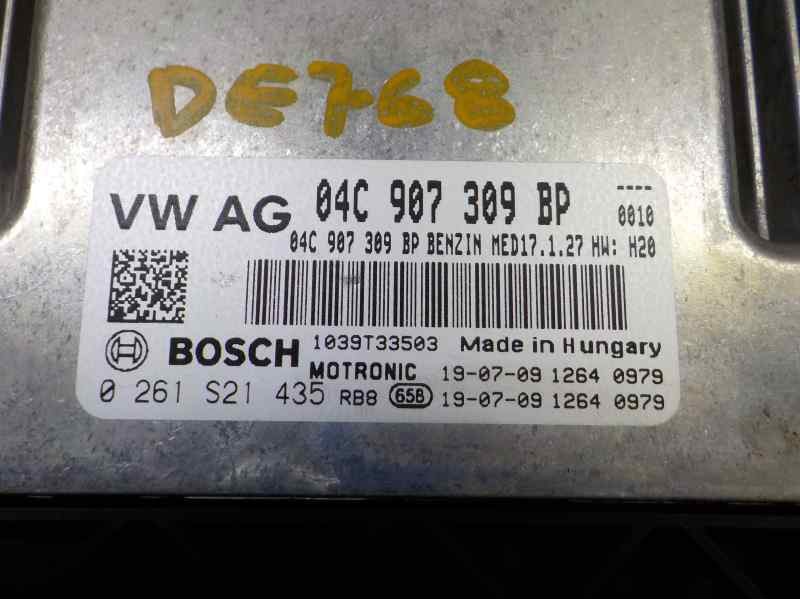 DE768
VW AG 04C 907 309 BP ----
0010
04C 907 309 BP BENZIN MED17.1.27 HW: H20
BOSCH 1039T33503 Made in Hungary
MOTRONIC 19-07-09 1264 0979
0 261 S21 435 RB8 65B 19-07-09 1264 0979